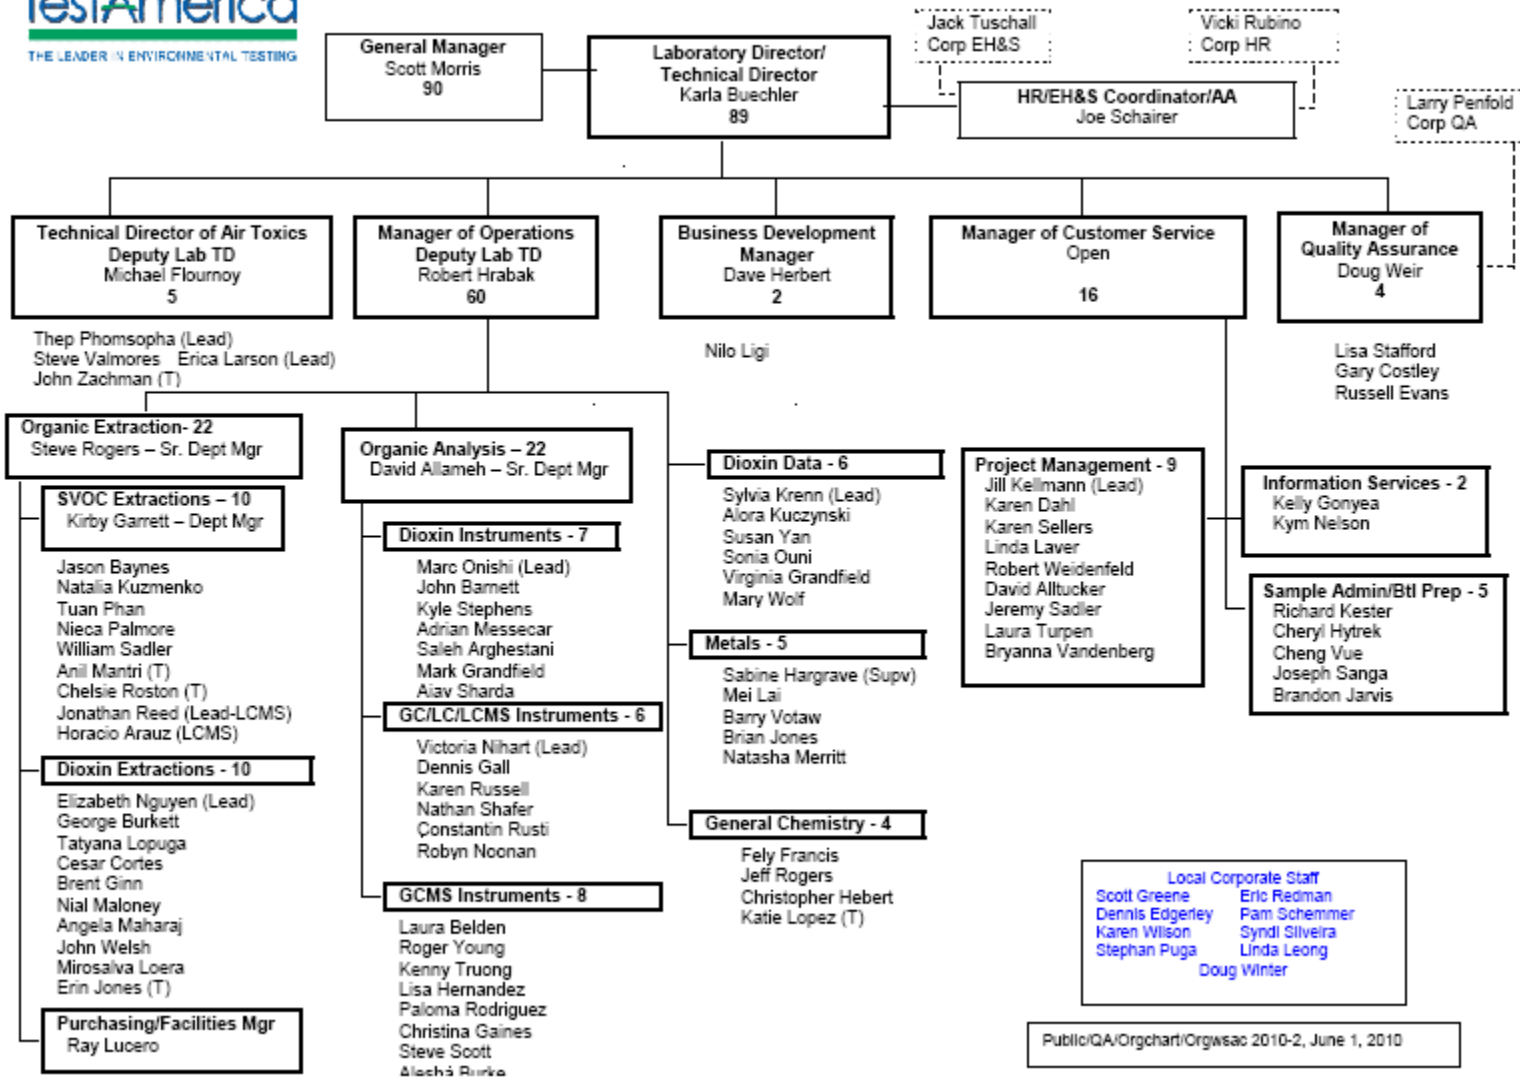 TestAmerica
THE LEADER IN ENVIRONMENTAL TESTING
General Manager
Scott Morris
90
Laboratory Director/
Technical Director
Karla Buechler
89
Jack Tuschall
Corp EH&S
Vicki Rubino
Corp HR
HR/EH&S Coordinator/AA
Joe Schairer
Larry Penfold
Corp QA
Technical Director of Air Toxics
Deputy Lab TD
Michael Flournoy
5
Manager of Operations
Deputy Lab TD
Robert Hrabak
60
Business Development
Manager
Dave Herbert
2
Manager of Customer Service
Open
16
Manager of
Quality Assurance
Doug Weir
4
Thep Phomsopha (Lead)
Steve Valmores Erica Larson (Lead)
John Zachman (T)
Nilo Ligi
Lisa Stafford
Gary Costley
Russell Evans
Organic Extraction- 22
Steve Rogers – Sr. Dept Mgr
SVOC Extractions – 10
Kirby Garrett – Dept Mgr
Jason Baynes
Natalia Kuzmenko
Tuan Phan
Nieca Palmore
William Sadler
Anil Mantri (T)
Chelsie Roston (T)
Jonathan Reed (Lead-LCMS)
Horacio Arauz (LCMS)
Dioxin Extractions - 10
Elizabeth Nguyen (Lead)
George Burkett
Tatyana Lopuga
Cesar Cortes
Brent Ginn
Nial Maloney
Angela Maharaj
John Welsh
Mirosalva Loera
Erin Jones (T)
Purchasing/Facilities Mgr
Ray Lucero
Organic Analysis – 22
David Allameh – Sr. Dept Mgr
Dioxin Instruments - 7
Marc Onishi (Lead)
John Barnett
Kyle Stephens
Adrian Messecar
Saleh Arghestani
Mark Grandfield
Ajay Sharda
GC/LC/LCMS Instruments - 6
Victoria Nihart (Lead)
Dennis Gall
Karen Russell
Nathan Shafer
Constantin Rusti
Robyn Noonan
GCMS Instruments - 8
Laura Belden
Roger Young
Kenny Truong
Lisa Hernandez
Paloma Rodriguez
Christina Gaines
Steve Scott
Alesha Burke
Dioxin Data - 6
Sylvia Krenn (Lead)
Alora Kuczynski
Susan Yan
Sonia Ouni
Virginia Grandfield
Mary Wolf
Metals - 5
Sabine Hargrave (Supv)
Mei Lai
Barry Votaw
Brian Jones
Natasha Merritt
General Chemistry - 4
Fely Francis
Jeff Rogers
Christopher Hebert
Katie Lopez (T)
Project Management - 9
Jill Kellmann (Lead)
Karen Dahl
Karen Sellers
Linda Laver
Robert Weidenfeld
David Alltucker
Jeremy Sadler
Laura Turpen
Bryanna Vandenberg
Information Services - 2
Kelly Gonyea
Kym Nelson
Sample Admin/Btl Prep - 5
Richard Kester
Cheryl Hytrek
Cheng Vue
Joseph Sanga
Brandon Jarvis
Local Corporate Staff
Scott Greene Eric Redman
Dennis Edgerley Pam Schemmer
Karen Wilson Syndi Silveira
Stephan Puga Linda Leong
Doug Winter
Public/QA/Orgchart/Orgwsac 2010-2, June 1, 2010